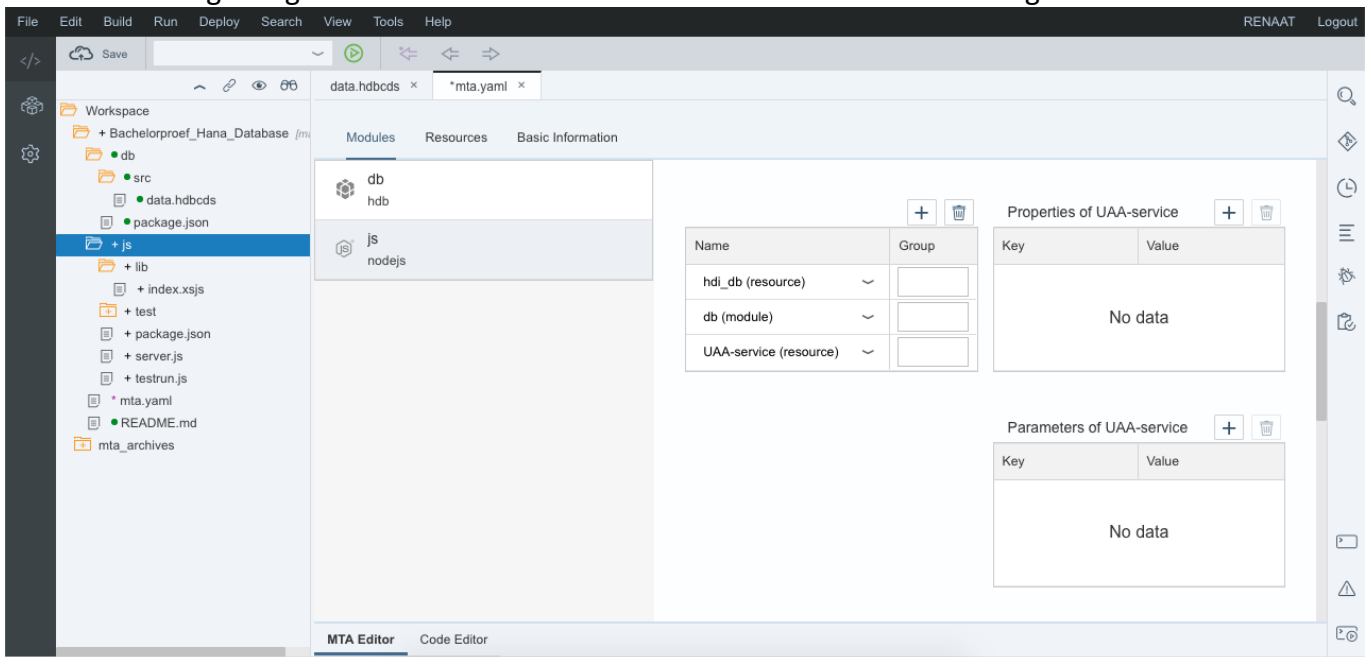 File Edit Build Run Deploy Search View Tools Help RENAAT Logout
</> Save
data.hdbcds × *mta.yaml ×
Workspace
+ Bachelorproef_Hana_Database
db
src
data.hdbcds
package.json
+ js
+ lib
+ index.xsjs
+ test
+ package.json
+ server.js
+ testrun.js
* mta.yaml
README.md
mta_archives
Modules Resources Basic Information
db
hdb
js
nodejs
Name Group
hdi_db (resource)
db (module)
UAA-service (resource)
Properties of UAA-service
Key Value
No data
Parameters of UAA-service
Key Value
No data
MTA Editor Code Editor